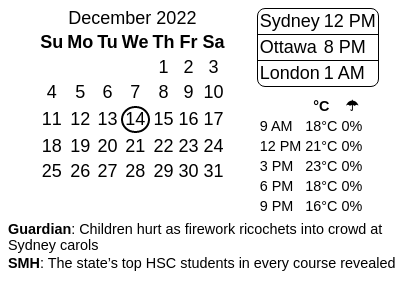 December 2022
Su Mo Tu We Th Fr Sa
1 2 3
4 5 6 7 8 9 10
11 12 13 14 15 16 17
18 19 20 21 22 23 24
25 26 27 28 29 30 31
Sydney 12 PM
Ottawa 8 PM
London 1 AM
°C ☂
9 AM 18°C 0%
12 PM 21°C 0%
3 PM 23°C 0%
6 PM 18°C 0%
9 PM 16°C 0%
Guardian: Children hurt as firework ricochets into crowd at
Sydney carols
SMH: The state’s top HSC students in every course revealed